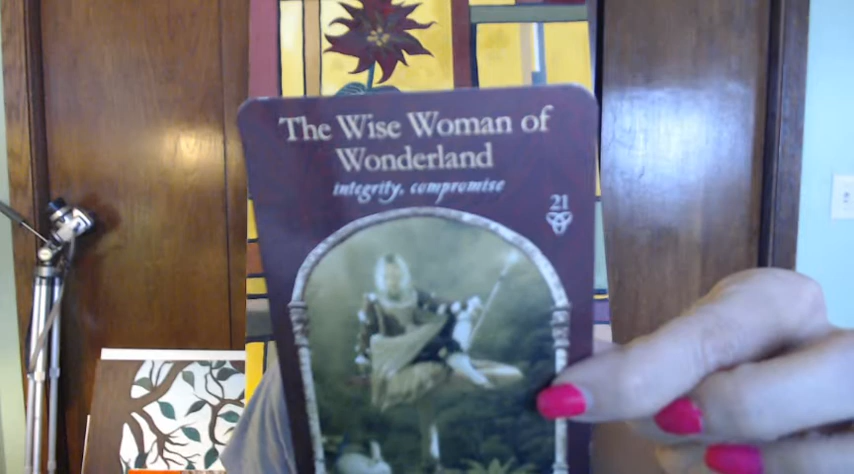 The Wise Woman of
Wonderland
integrity, compromise
21